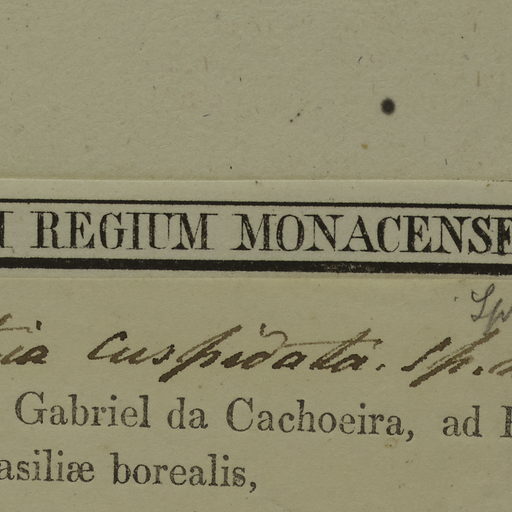 REGIUM MONACENSE
cuspidata. sp.
Gabriel da Cachoeira, ad
asiliæ borealis,